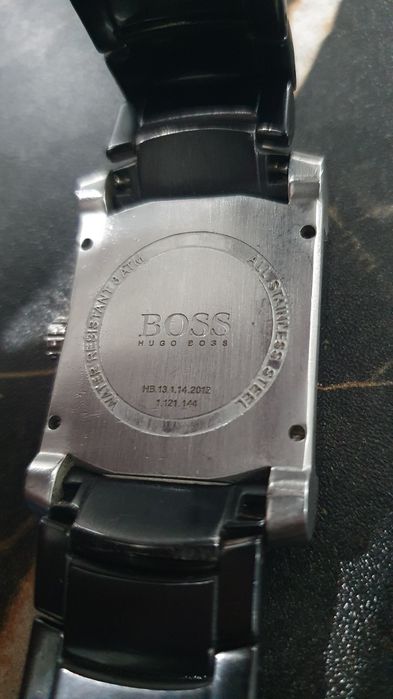 BOSS
HUGO BOSS
HB.13.1.14.2012
1.121.144
WATER RESISTANT 3 ATM
ALL STAINLESS STEEL